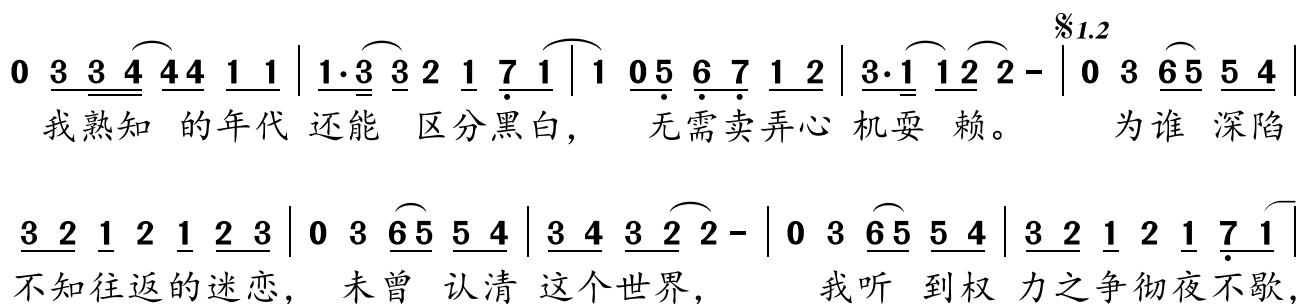 𝄋1.2
0 3 3 4 4 4 1 1 | 1·3 3 2 1 7 1 | 1 0 5 6 7 1 2 | 3·1 1 2 2 - | 0 3 6 5 5 4 |
我熟知 的年代 还能 区分黑白， 无需卖弄心 机耍 赖。 为谁 深陷
3 2 1 2 1 2 3 | 0 3 6 5 5 4 | 3 4 3 2 2 - | 0 3 6 5 5 4 | 3 2 1 2 1 7 1 |
不知往返的迷恋， 未曾 认清 这个世界， 我听 到权 力之争彻夜不歇，